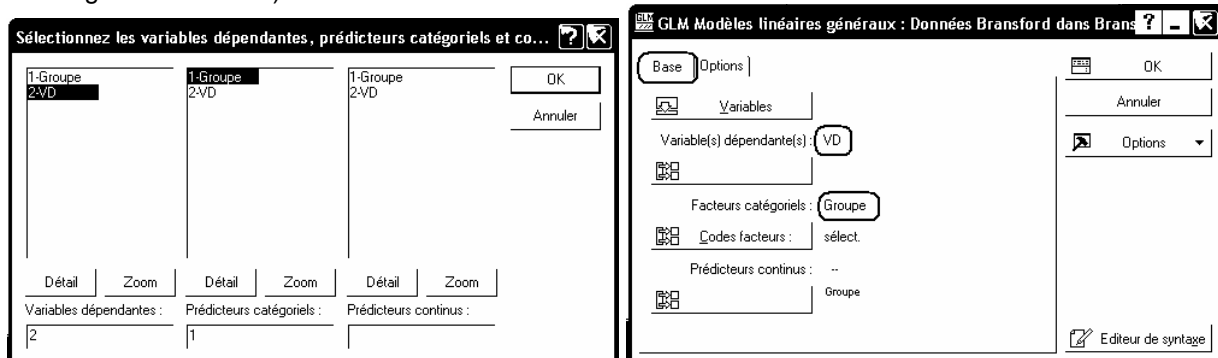 Sélectionnez les variables dépendantes, prédicteurs catégoriels et co...
1-Groupe
2-VD
1-Groupe
2-VD
1-Groupe
2-VD
OK
Annuler
Détail Zoom Détail Zoom Détail Zoom
Variables dépendantes : Prédicteurs catégoriels : Prédicteurs continus :
2 1
GLM Modèles linéaires généraux : Données Bransford dans Brans
Base Options
Variables
Variable(s) dépendante(s) : VD
Facteurs catégoriels : Groupe
Codes facteurs : sélect.
Prédicteurs continus : --
Groupe
OK
Annuler
Options
Editeur de syntaxe